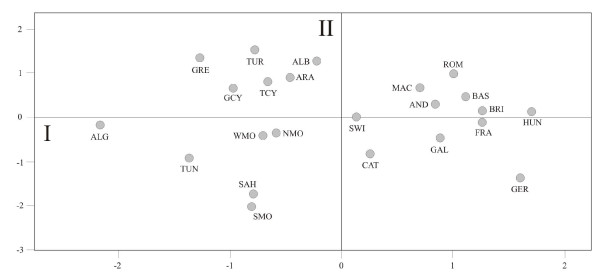 II
2
TUR
ALB
GRE
ROM
ARA
MAC
TCY
GCY
BAS
1
AND
BRI
HUN
0
I
SWI
FRA
ALG
WMO
NMO
GAL
-1
TUN
CAT
SAH
GER
-2
SMO
-3
-2 -1 0 1 2